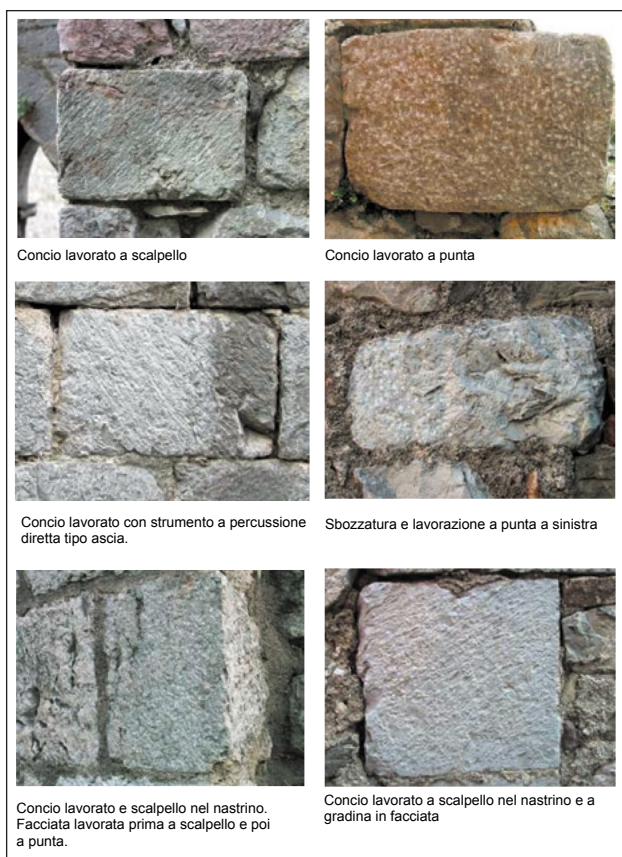 Concio lavorato a scalpello
Concio lavorato a punta
Concio lavorato con strumento a percussione
diretta tipo ascia.
Sbozzatura e lavorazione a punta a sinistra
Concio lavorato e scalpello nel nastrino.
Facciata lavorata prima a scalpello e poi
a punta.
Concio lavorato a scalpello nel nastrino e a
gradina in facciata